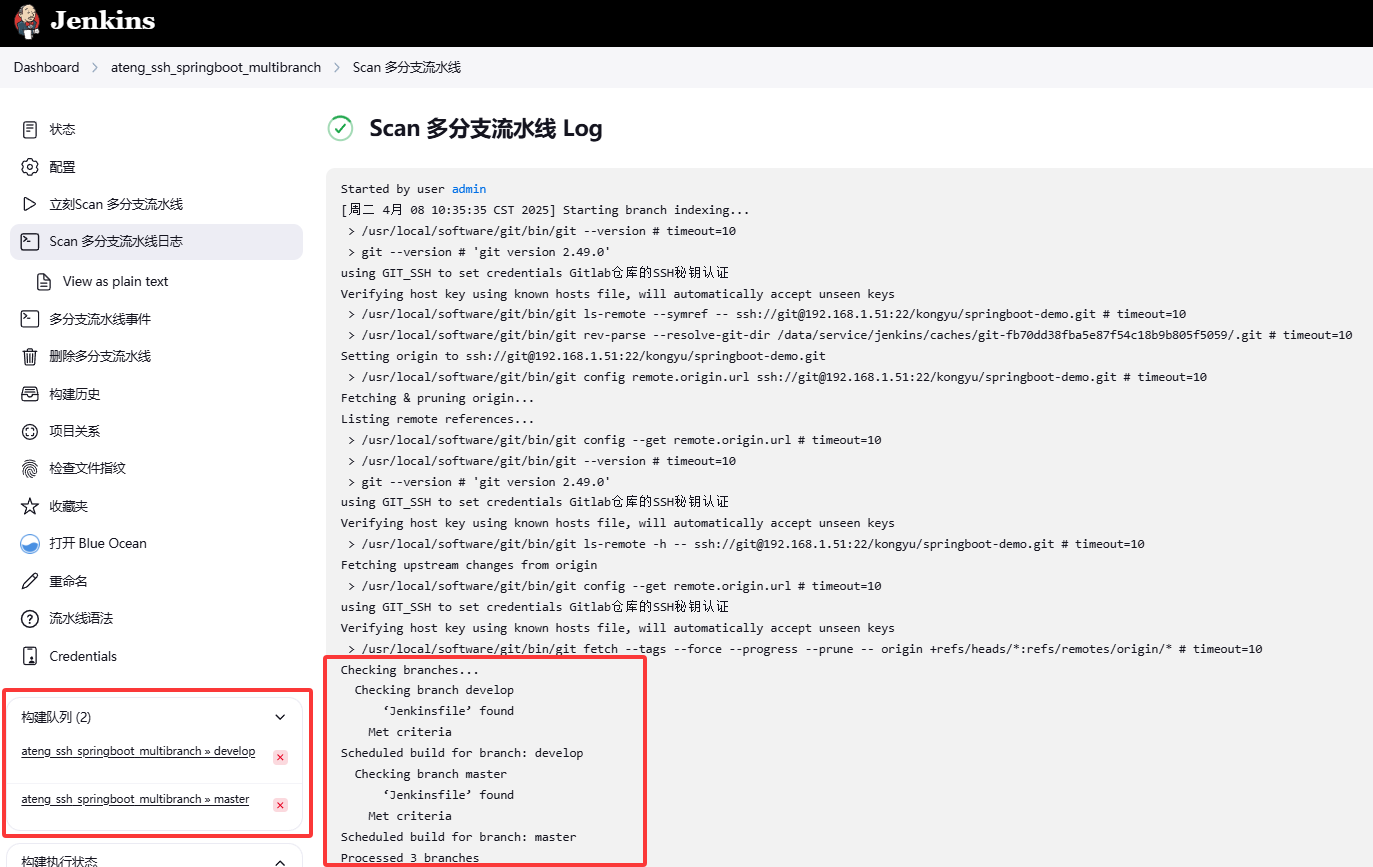 Jenkins
Dashboard > ateng_ssh_springboot_multibranch > Scan 多分支流水线
状态
配置
立刻Scan 多分支流水线
Scan 多分支流水线日志
View as plain text
多分支流水线事件
删除多分支流水线
构建历史
项目关系
检查文件指纹
收藏夹
打开 Blue Ocean
重命名
流水线语法
Credentials
构建队列 (2)
ateng_ssh_springboot_multibranch » develop
ateng_ssh_springboot_multibranch » master
构建执行状态
Scan 多分支流水线 Log
Started by user admin
[周二 4月 08 10:35:35 CST 2025] Starting branch indexing...
> /usr/local/software/git/bin/git --version # timeout=10
> git --version # 'git version 2.49.0'
using GIT_SSH to set credentials Gitlab仓库的SSH秘钥认证
Verifying host key using known hosts file, will automatically accept unseen keys
> /usr/local/software/git/bin/git ls-remote --symref -- ssh://git@192.168.1.51:22/kongyu/springboot-demo.git # timeout=10
> /usr/local/software/git/bin/git rev-parse --resolve-git-dir /data/service/jenkins/caches/git-fb70dd38fba5e87f54c18b9b805f5059/.git # timeout=10
Setting origin to ssh://git@192.168.1.51:22/kongyu/springboot-demo.git
> /usr/local/software/git/bin/git config remote.origin.url ssh://git@192.168.1.51:22/kongyu/springboot-demo.git # timeout=10
Fetching & pruning origin...
Listing remote references...
> /usr/local/software/git/bin/git config --get remote.origin.url # timeout=10
> /usr/local/software/git/bin/git --version # timeout=10
> git --version # 'git version 2.49.0'
using GIT_SSH to set credentials Gitlab仓库的SSH秘钥认证
Verifying host key using known hosts file, will automatically accept unseen keys
> /usr/local/software/git/bin/git ls-remote -h -- ssh://git@192.168.1.51:22/kongyu/springboot-demo.git # timeout=10
Fetching upstream changes from origin
> /usr/local/software/git/bin/git config --get remote.origin.url # timeout=10
using GIT_SSH to set credentials Gitlab仓库的SSH秘钥认证
Verifying host key using known hosts file, will automatically accept unseen keys
> /usr/local/software/git/bin/git fetch --tags --force --progress --prune -- origin +refs/heads/*:refs/remotes/origin/* # timeout=10
Checking branches...
Checking branch develop
‘Jenkinsfile’ found
Met criteria
Scheduled build for branch: develop
Checking branch master
‘Jenkinsfile’ found
Met criteria
Scheduled build for branch: master
Processed 3 branches